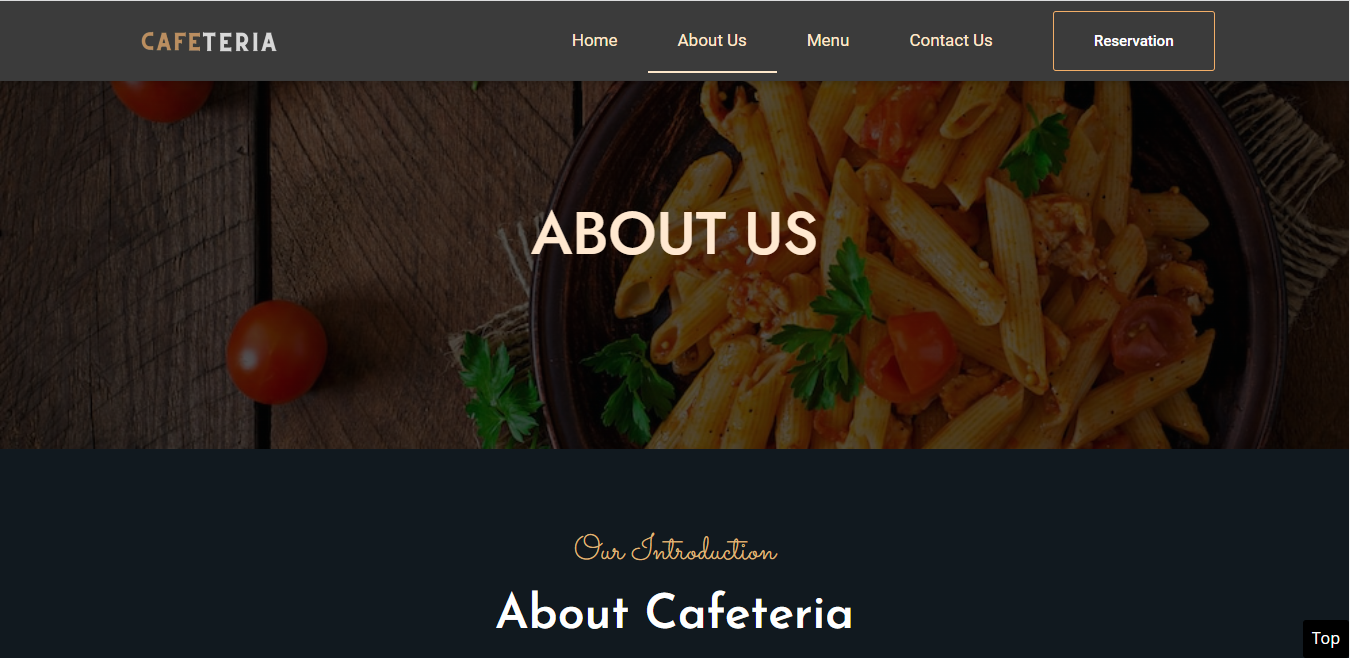 CAFETERIA
Home About Us Menu Contact Us Reservation
ABOUT US
Our Introduction
About Cafeteria
Top